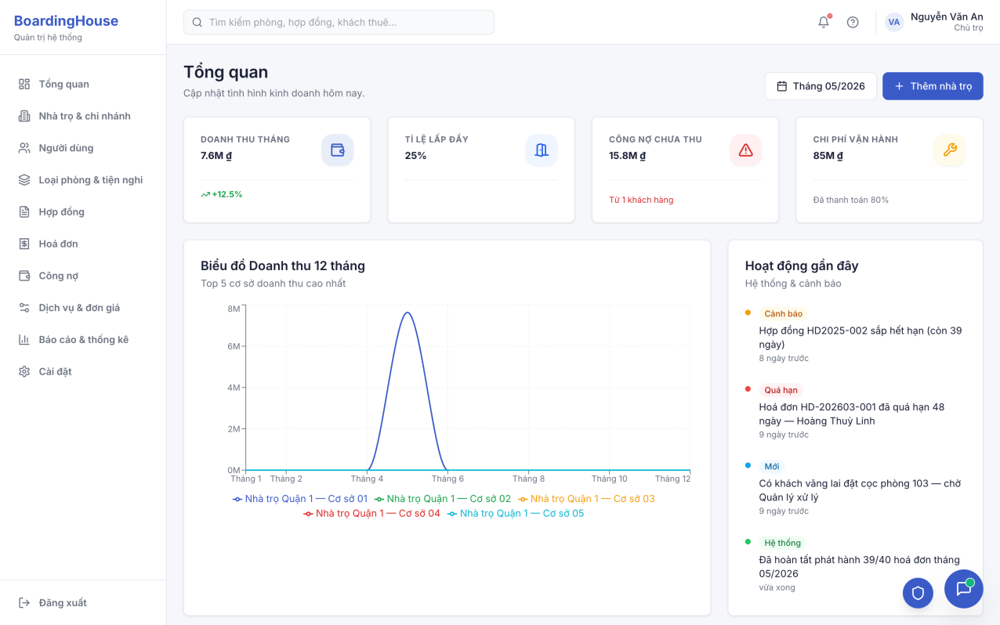 BoardingHouse
Quản trị hệ thống
Tìm kiếm phòng, hợp đồng, khách thuê...
VA
Nguyễn Văn An
Chủ trọ
Tổng quan
Nhà trọ & chi nhánh
Người dùng
Loại phòng & tiện nghi
Hợp đồng
Hoá đơn
Công nợ
Dịch vụ & đơn giá
Báo cáo & thống kê
Cài đặt
Đăng xuất
Tổng quan
Cập nhật tình hình kinh doanh hôm nay.
Tháng 05/2026
Thêm nhà trọ
DOANH THU THÁNG
7.6M ₫
+12.5%
TỈ LỆ LẤP ĐẦY
25%
CÔNG NỢ CHƯA THU
15.8M ₫
Từ 1 khách hàng
CHI PHÍ VẬN HÀNH
85M ₫
Đã thanh toán 80%
Biểu đồ Doanh thu 12 tháng
Top 5 cơ sở doanh thu cao nhất
8M
6M
4M
2M
0M
Tháng 1 Tháng 2 Tháng 4 Tháng 6 Tháng 8 Tháng 10 Tháng 12
Nhà trọ Quận 1 — Cơ sở 01 Nhà trọ Quận 1 — Cơ sở 02 Nhà trọ Quận 1 — Cơ sở 03
Nhà trọ Quận 1 — Cơ sở 04 Nhà trọ Quận 1 — Cơ sở 05
Hoạt động gần đây
Hệ thống & cảnh báo
Cảnh báo
Hợp đồng HD2025-002 sắp hết hạn (còn 39
ngày)
8 ngày trước
Quá hạn
Hoá đơn HD-202603-001 đã quá hạn 48
ngày — Hoàng Thuỳ Linh
9 ngày trước
Mới
Có khách vãng lai đặt cọc phòng 103 — chờ
Quản lý xử lý
9 ngày trước
Hệ thống
Đã hoàn tất phát hành 39/40 hoá đơn tháng
05/2026
vừa xong